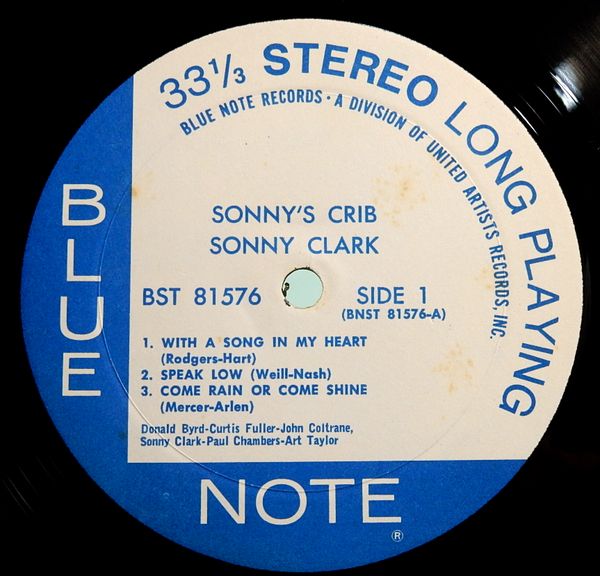 33⅓ STEREO LONG PLAYING
BLUE NOTE RECORDS · A DIVISION OF UNITED ARTISTS RECORDS, INC.
SONNY'S CRIB
SONNY CLARK
BST 81576 SIDE 1
(BNST 81576-A)
1. WITH A SONG IN MY HEART
(Rodgers-Hart)
2. SPEAK LOW (Weill-Nash)
3. COME RAIN OR COME SHINE
(Mercer-Arlen)
Donald Byrd-Curtis Fuller-John Coltrane,
Sonny Clark-Paul Chambers-Art Taylor
BLUE
NOTE
®